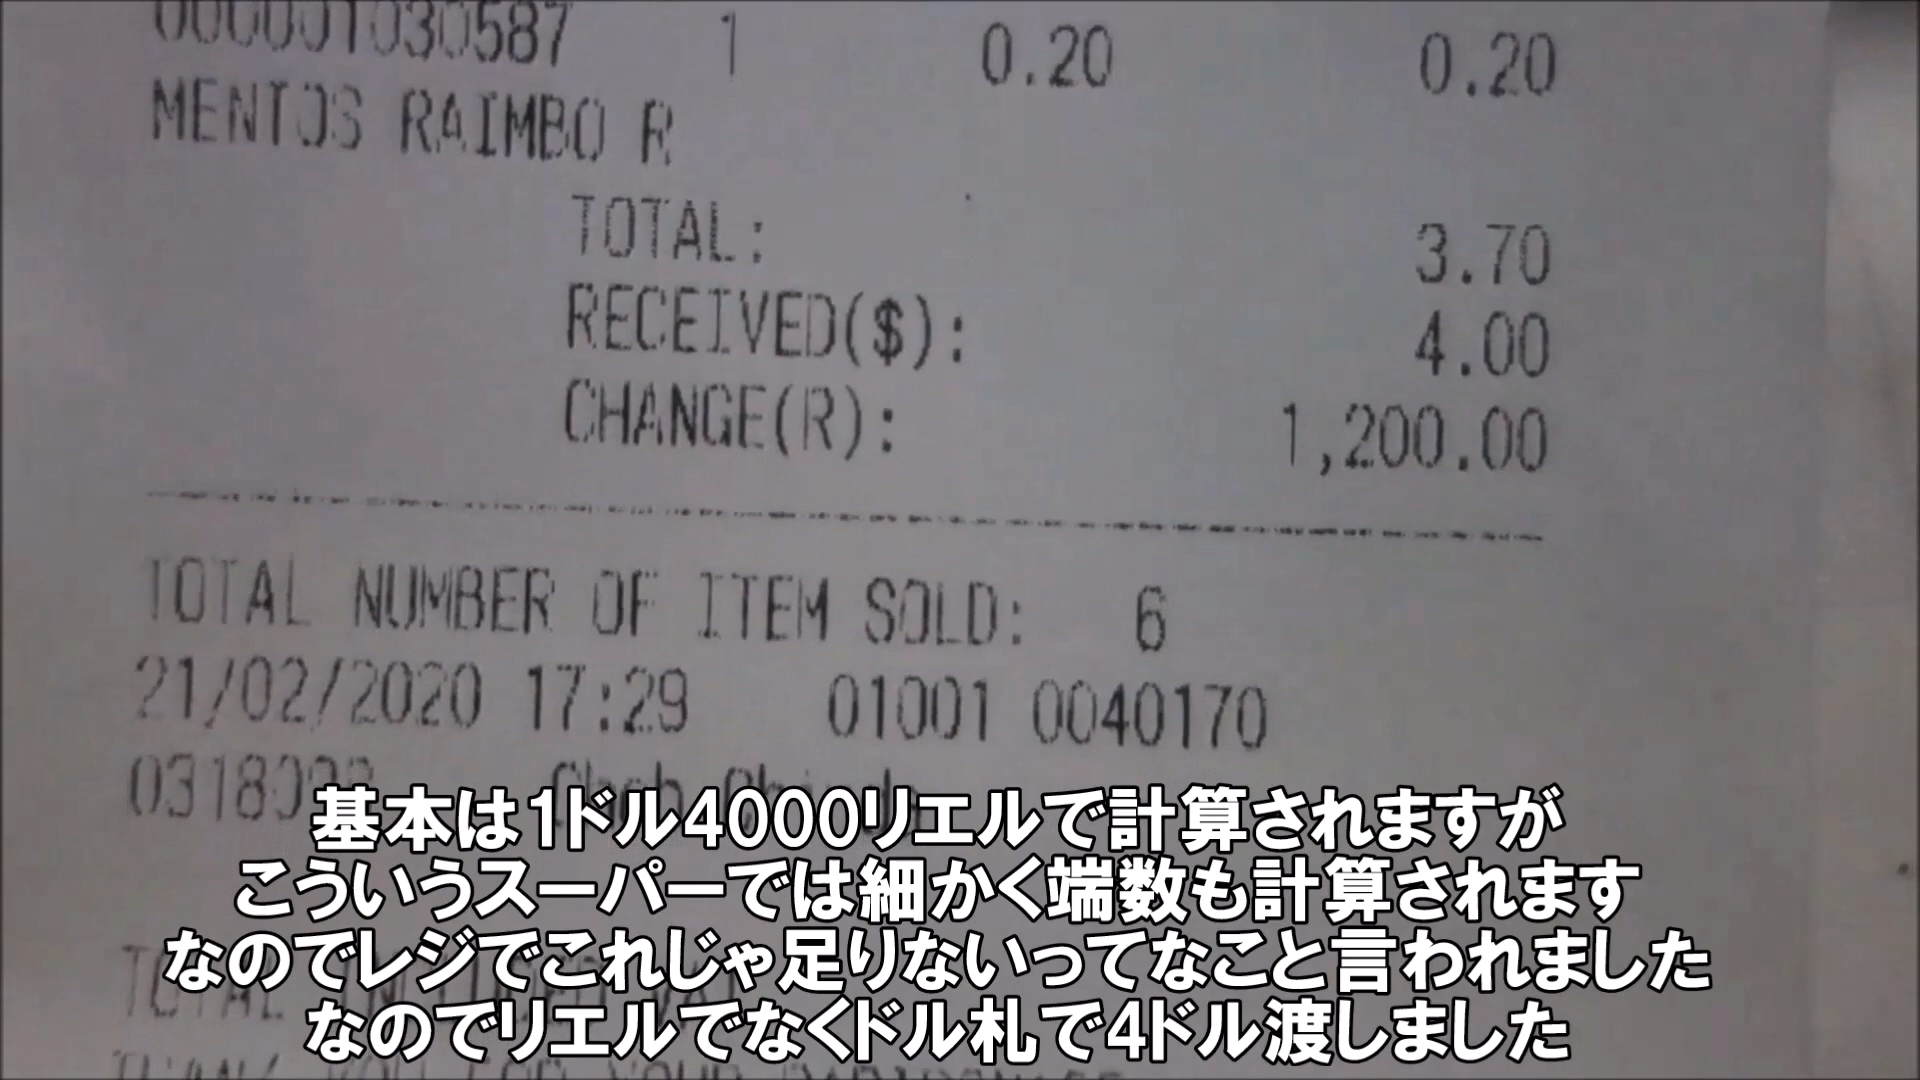 000001030587 1 0.20 0.20
MENTOS RAIMBO R
TOTAL: 3.70
RECEIVED($): 4.00
CHANGE(R): 1,200.00
TOTAL NUMBER OF ITEM SOLD: 6
21/02/2020 17:29 01001 0040170
基本は1ドル4000リエルで計算されますが
こういうスーパーでは細かく端数も計算されます
なのでレジでこれじゃ足りないってなこと言われました
なのでリエルでなくドル札で4ドル渡しました